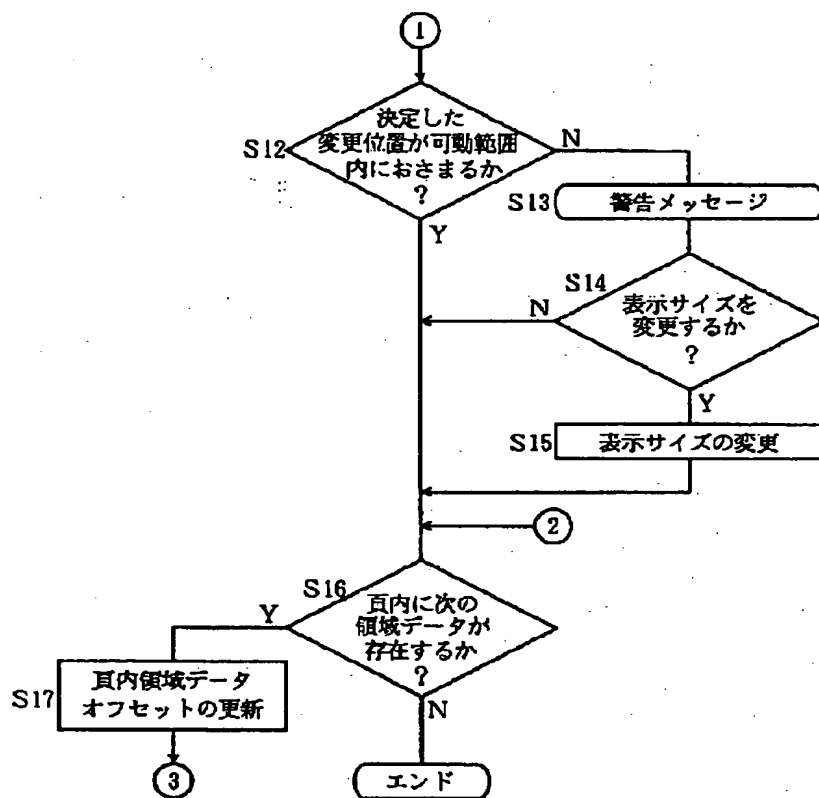 1
S12
決定した
変更位置が可動範囲
内におさまるか
?
N
Y
S13
警告メッセージ
S14
表示サイズを
変更するか
?
N
Y
S15
表示サイズの変更
2
S16
頁内に次の
領域データが
存在するか
?
Y
N
S17
頁内領域データ
オフセットの更新
3
エンド